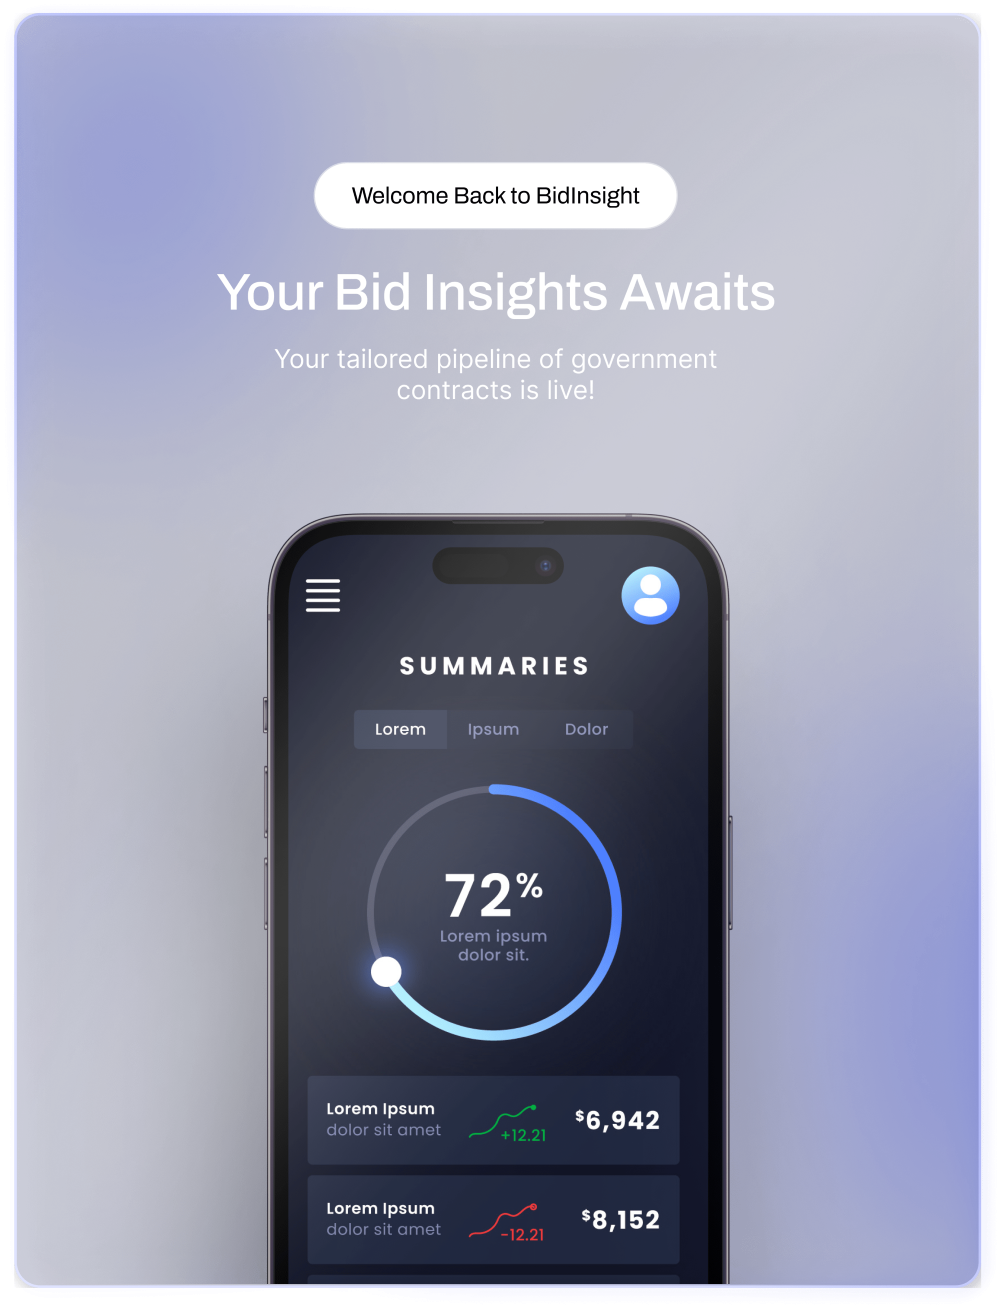 Welcome Back to BidInsight
Your Bid Insights Awaits
Your tailored pipeline of government
contracts is live!
SUMMARIES
Lorem Ipsum Dolor
72%
Lorem ipsum
dolor sit.
Lorem Ipsum
dolor sit amet
+12.21
$6,942
Lorem Ipsum
dolor sit amet
-12.21
$8,152